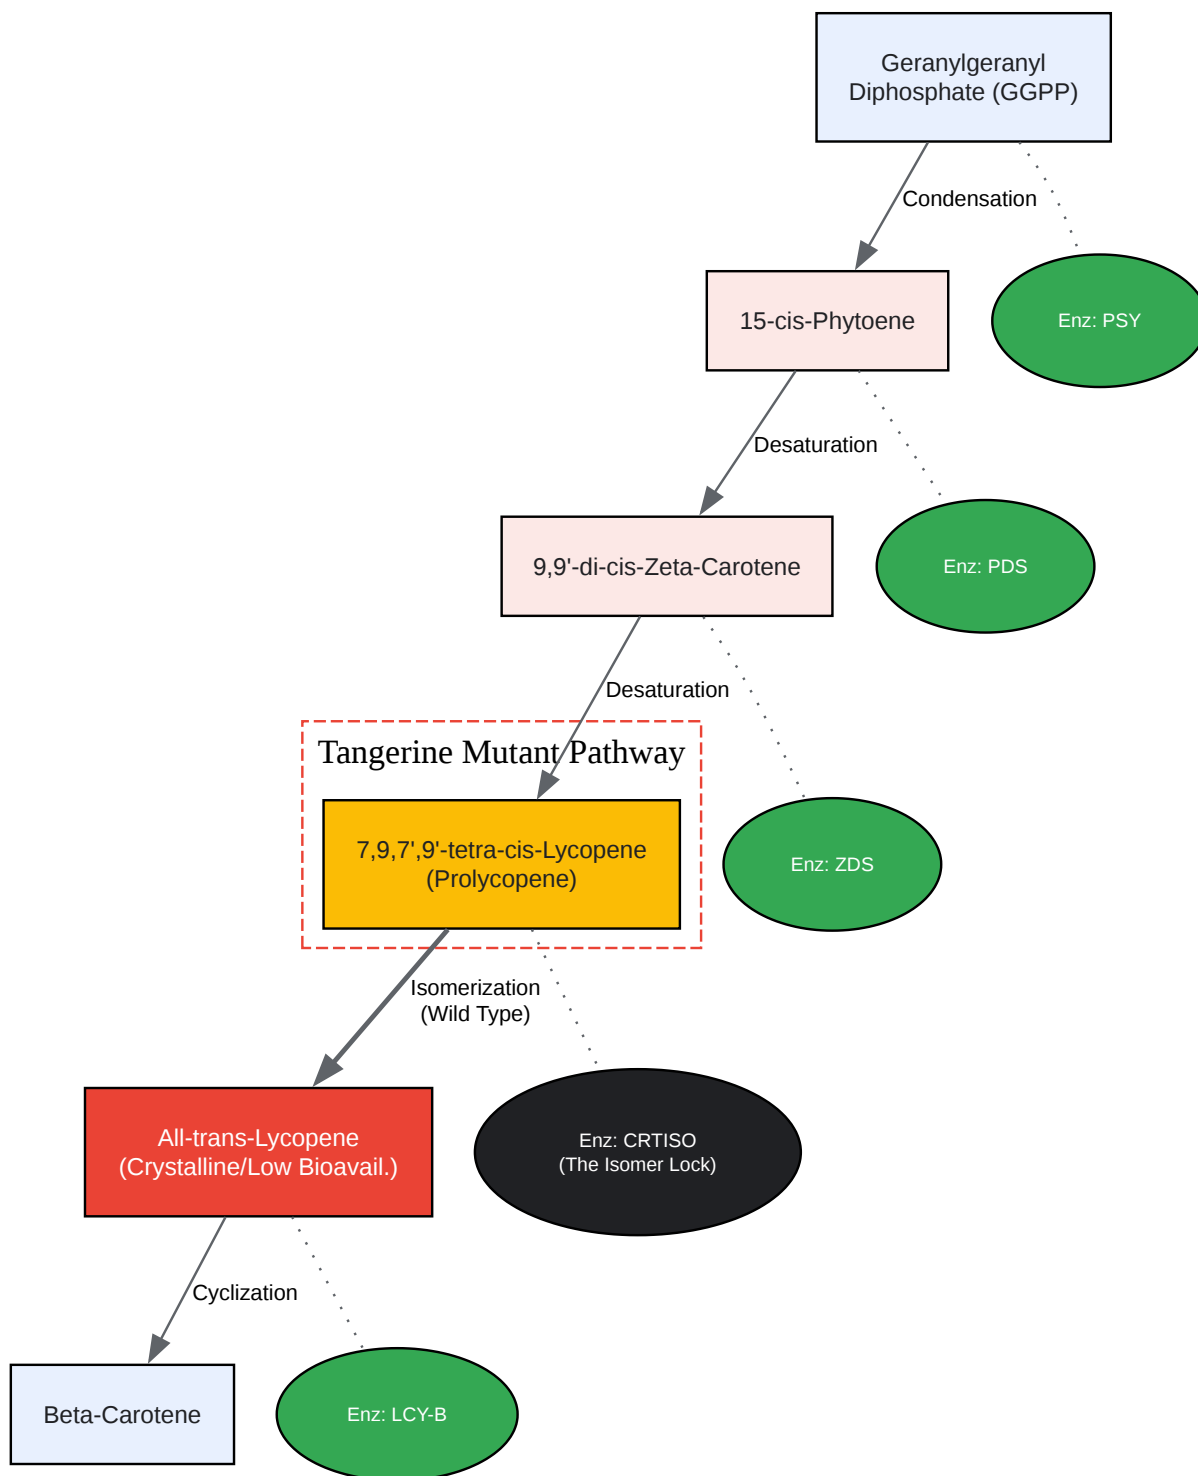 Geranylgeranyl
Diphosphate (GGPP)
Condensation
15-cis-Phytoene
Enz: PSY
Desaturation
9,9'-di-cis-Zeta-Carotene
Enz: PDS
Desaturation
Tangerine Mutant Pathway
7,9,7',9'-tetra-cis-Lycopene
(Prolycopene)
Enz: ZDS
Isomerization
(Wild Type)
All-trans-Lycopene
(Crystalline/Low Bioavail.)
Enz: CRTISO
(The Isomer Lock)
Cyclization
Beta-Carotene
Enz: LCY-B